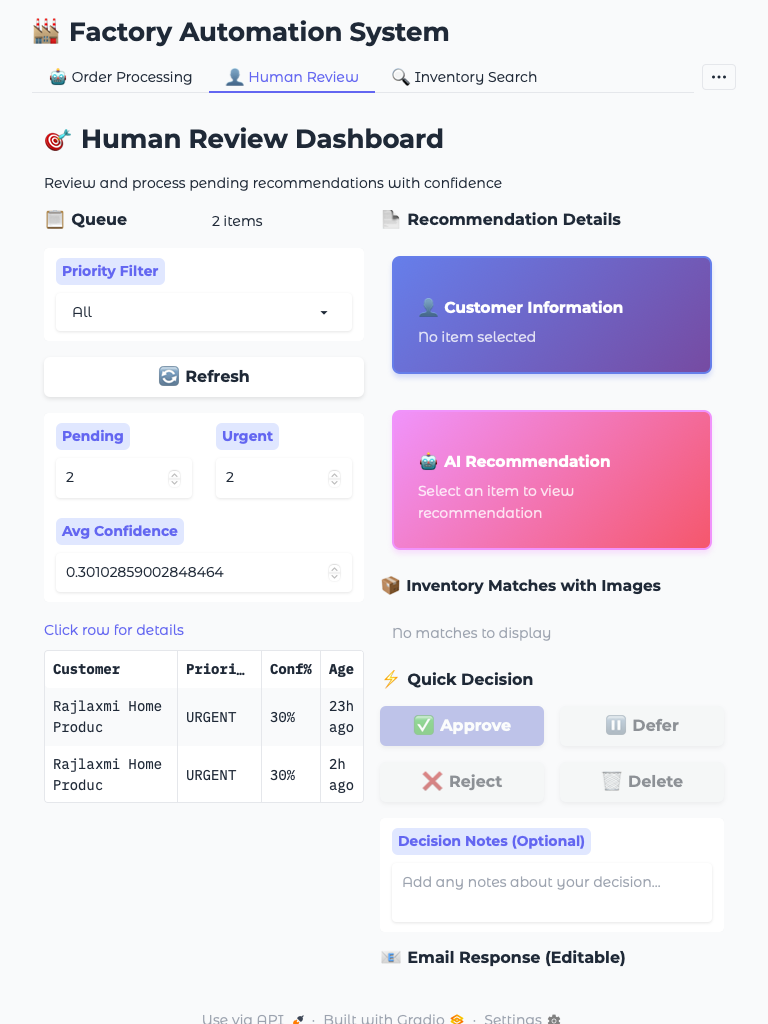 🏭 Factory Automation System
🤖 Order Processing
👤 Human Review
🔍 Inventory Search
🎯 Human Review Dashboard
Review and process pending recommendations with confidence
📋 Queue
2 items
Priority Filter
All
🔄 Refresh
Pending
Urgent
2
2
Avg Confidence
0.30102859002848464
Click row for details
Customer Priori… Conf% Age
Rajlaxmi Home Produc URGENT 30% 23h ago
Rajlaxmi Home Produc URGENT 30% 2h ago
📄 Recommendation Details
👤 Customer Information
No item selected
🤖 AI Recommendation
Select an item to view
recommendation
📦 Inventory Matches with Images
No matches to display
⚡ Quick Decision
✅ Approve
⏸️ Defer
❌ Reject
🗑️ Delete
Decision Notes (Optional)
Add any notes about your decision...
📧 Email Response (Editable)
Use via API 🚀 · Built with Gradio · Settings ⚙️